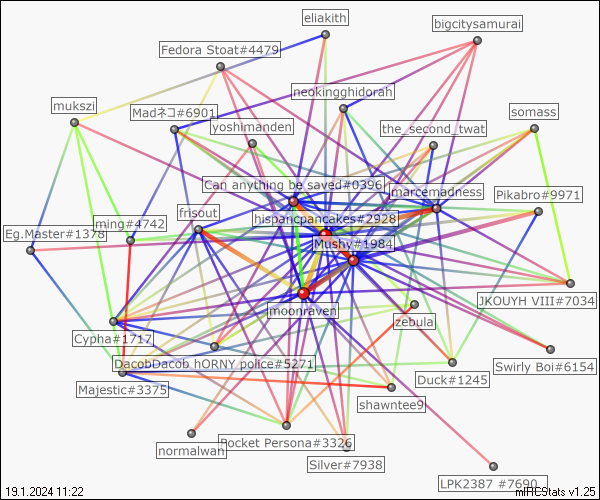 eliakith
bigcitysamurai
Fedora Stoat#4479
neokingghidorah
mukszi
Madネコ#6901
somass
yoshimanden
the_second_twat
Can anything be saved#0396
marcemadness
Pikabro#9971
frisout
hispancpancakes#2928
ming#4742
Eg.Master#1378
Mushy#1984
JKOUYH VIII#7034
moonraven
zebula
Cypha#1717
DacobDacob hORNY police#5271
Swirly Boi#6154
Majestic#3375
Duck#1245
shawntee9
Pocket Persona#3326
normalwan
Silver#7938
LPK2387 #7690
19.1.2024 11:22
mIRCStats v1.25